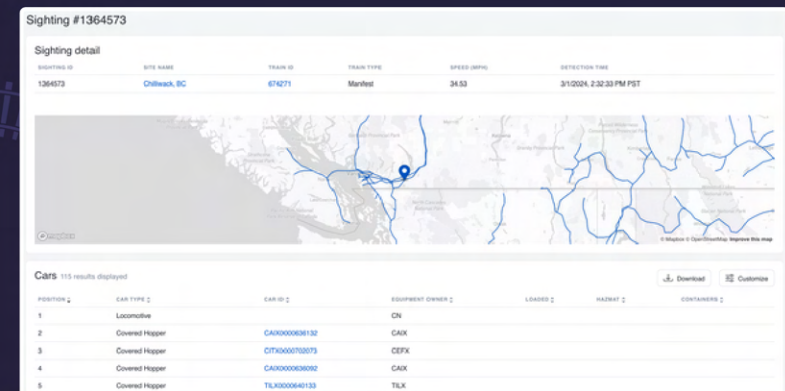 Sighting #1364573
Sighting detail
SIGHTING ID SITE NAME TRAIN ID TRAIN TYPE SPEED (MPH) DETECTION TIME
1364573 Chilliwack, BC 674271 Manifest 34.53 3/1/2024, 2:32:33 PM PST
mapbox
© Mapbox © OpenStreetMap Improve this map
Cars 115 results displayed
Download Customize
POSITION CAR TYPE CAR ID EQUIPMENT OWNER LOADED HAZMAT CONTAINERS
1 Locomotive CN
2 Covered Hopper CAIX0000636132 CAIX
3 Covered Hopper CITX0000702073 CEFX
4 Covered Hopper CAIX0000636092 CAIX
5 Covered Hopper TILX0000640133 TILX